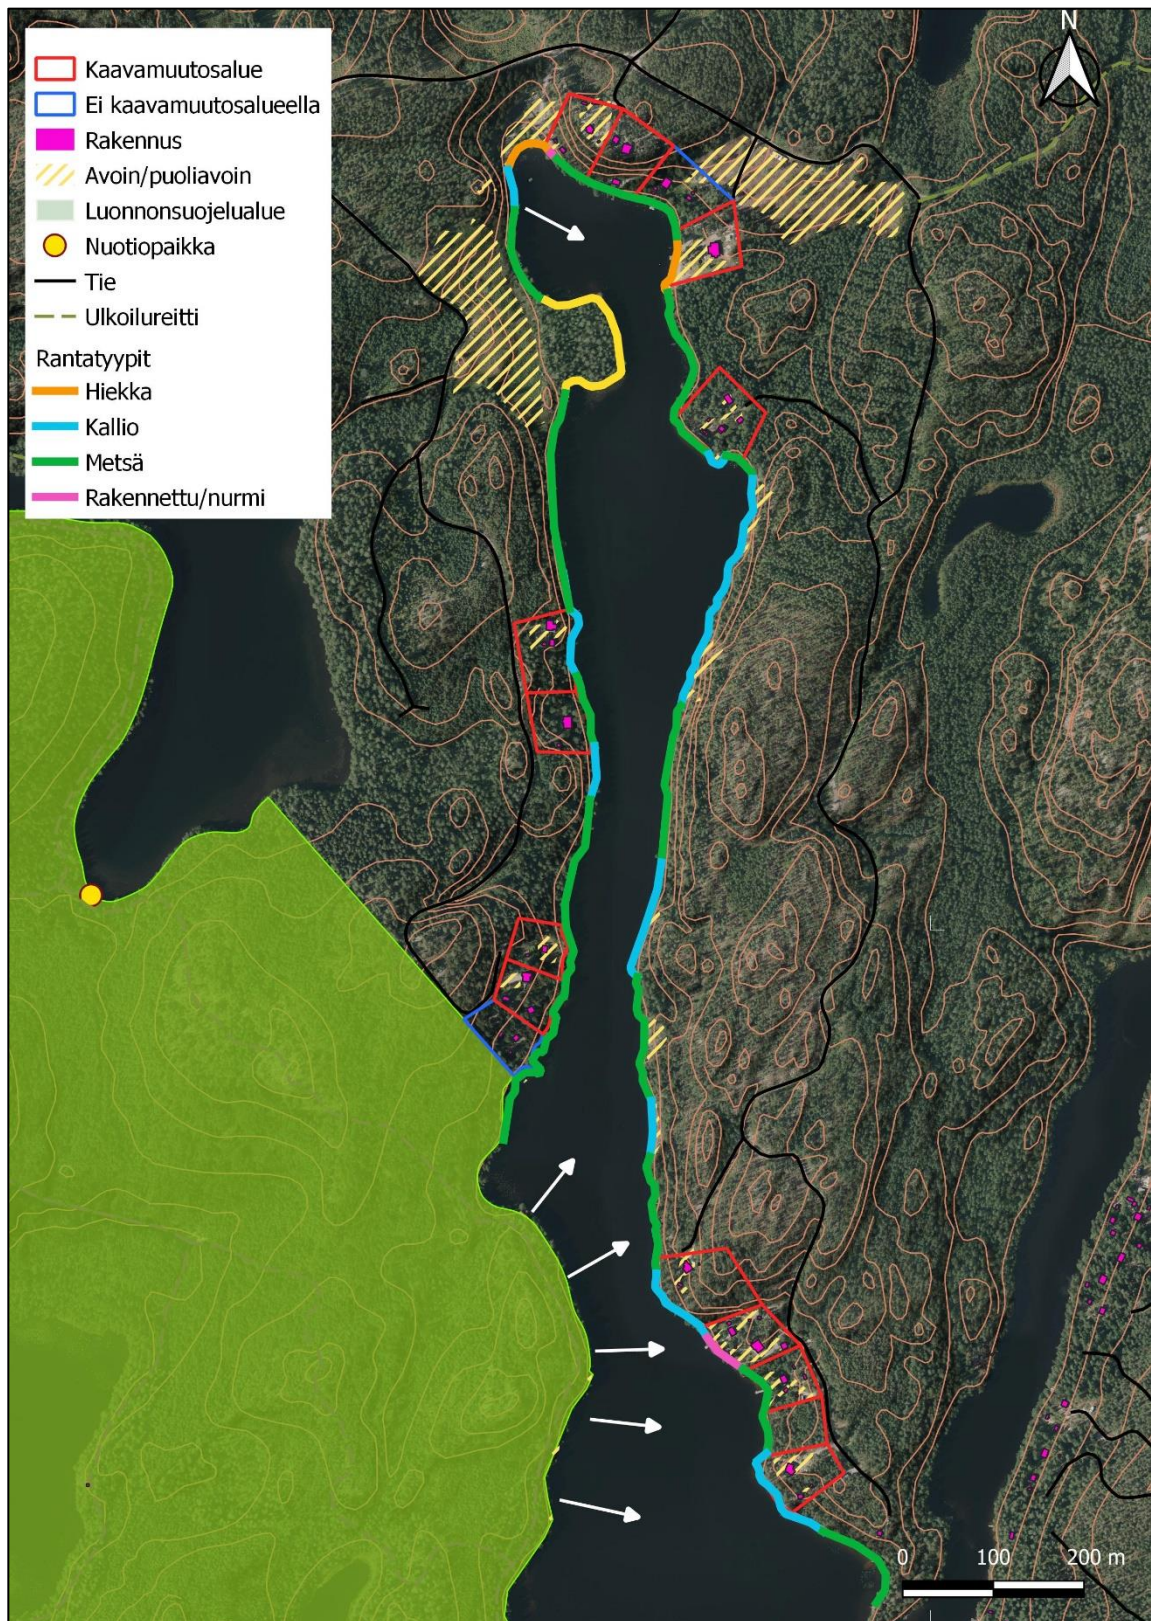 Kaavamuutosalue
Ei kaavamuutosalueella
Rakennus
Avoin/puoliavoin
Luonnonsuojelualue
Nuotiopaikka
Tie
Ulkoilureitti
Rantatyypit
Hiekka
Kallio
Metsä
Rakennettu/nurmi
N
0 100 200 m